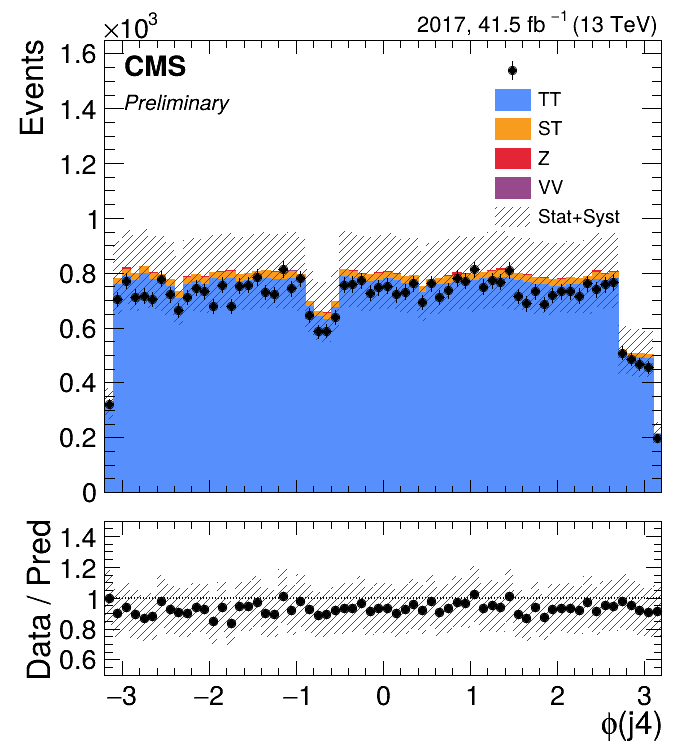 ×10³
2017, 41.5 fb⁻¹ (13 TeV)
CMS
Preliminary
Events
1.6
1.4
1.2
1
0.8
0.6
0.4
0.2
0
TT
ST
Z
VV
Stat+Syst
Data / Pred
1.4
1.2
1
0.8
0.6
−3 −2 −1 0 1 2 3
ϕ(j4)